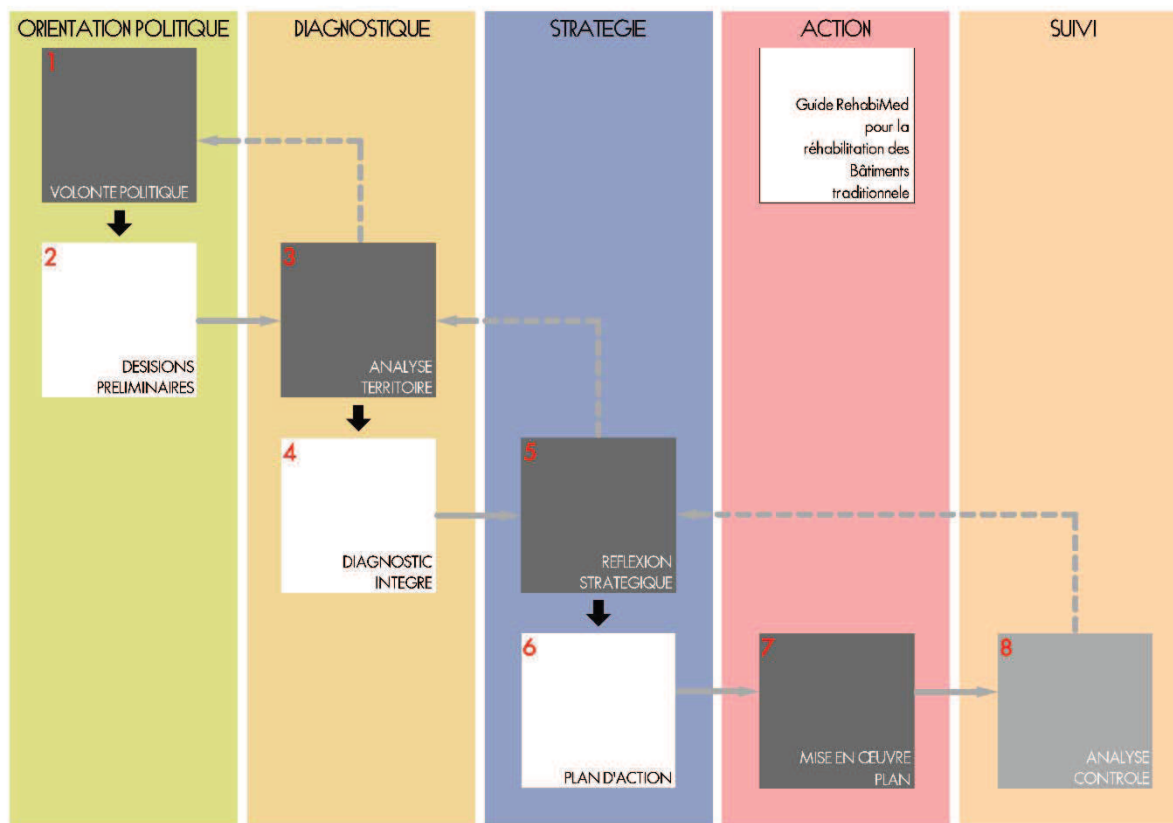 ORIENTATION POLITIQUE
DIAGNOSTIQUE
STRATEGIE
ACTION
SUIVI
1
VOLONTE POLITIQUE
Guide RehabiMed
pour la
réhabilitation des
Bâtiments
traditionnele
2
DESISIONS
PRELIMINAIRES
3
ANALYSE
TERRITOIRE
4
DIAGNOSTIC
INTEGRE
5
REFLEXION
STRATEGIQUE
6
PLAN D'ACTION
7
MISE EN ŒUVRE
PLAN
8
ANALYSE
CONTROLE